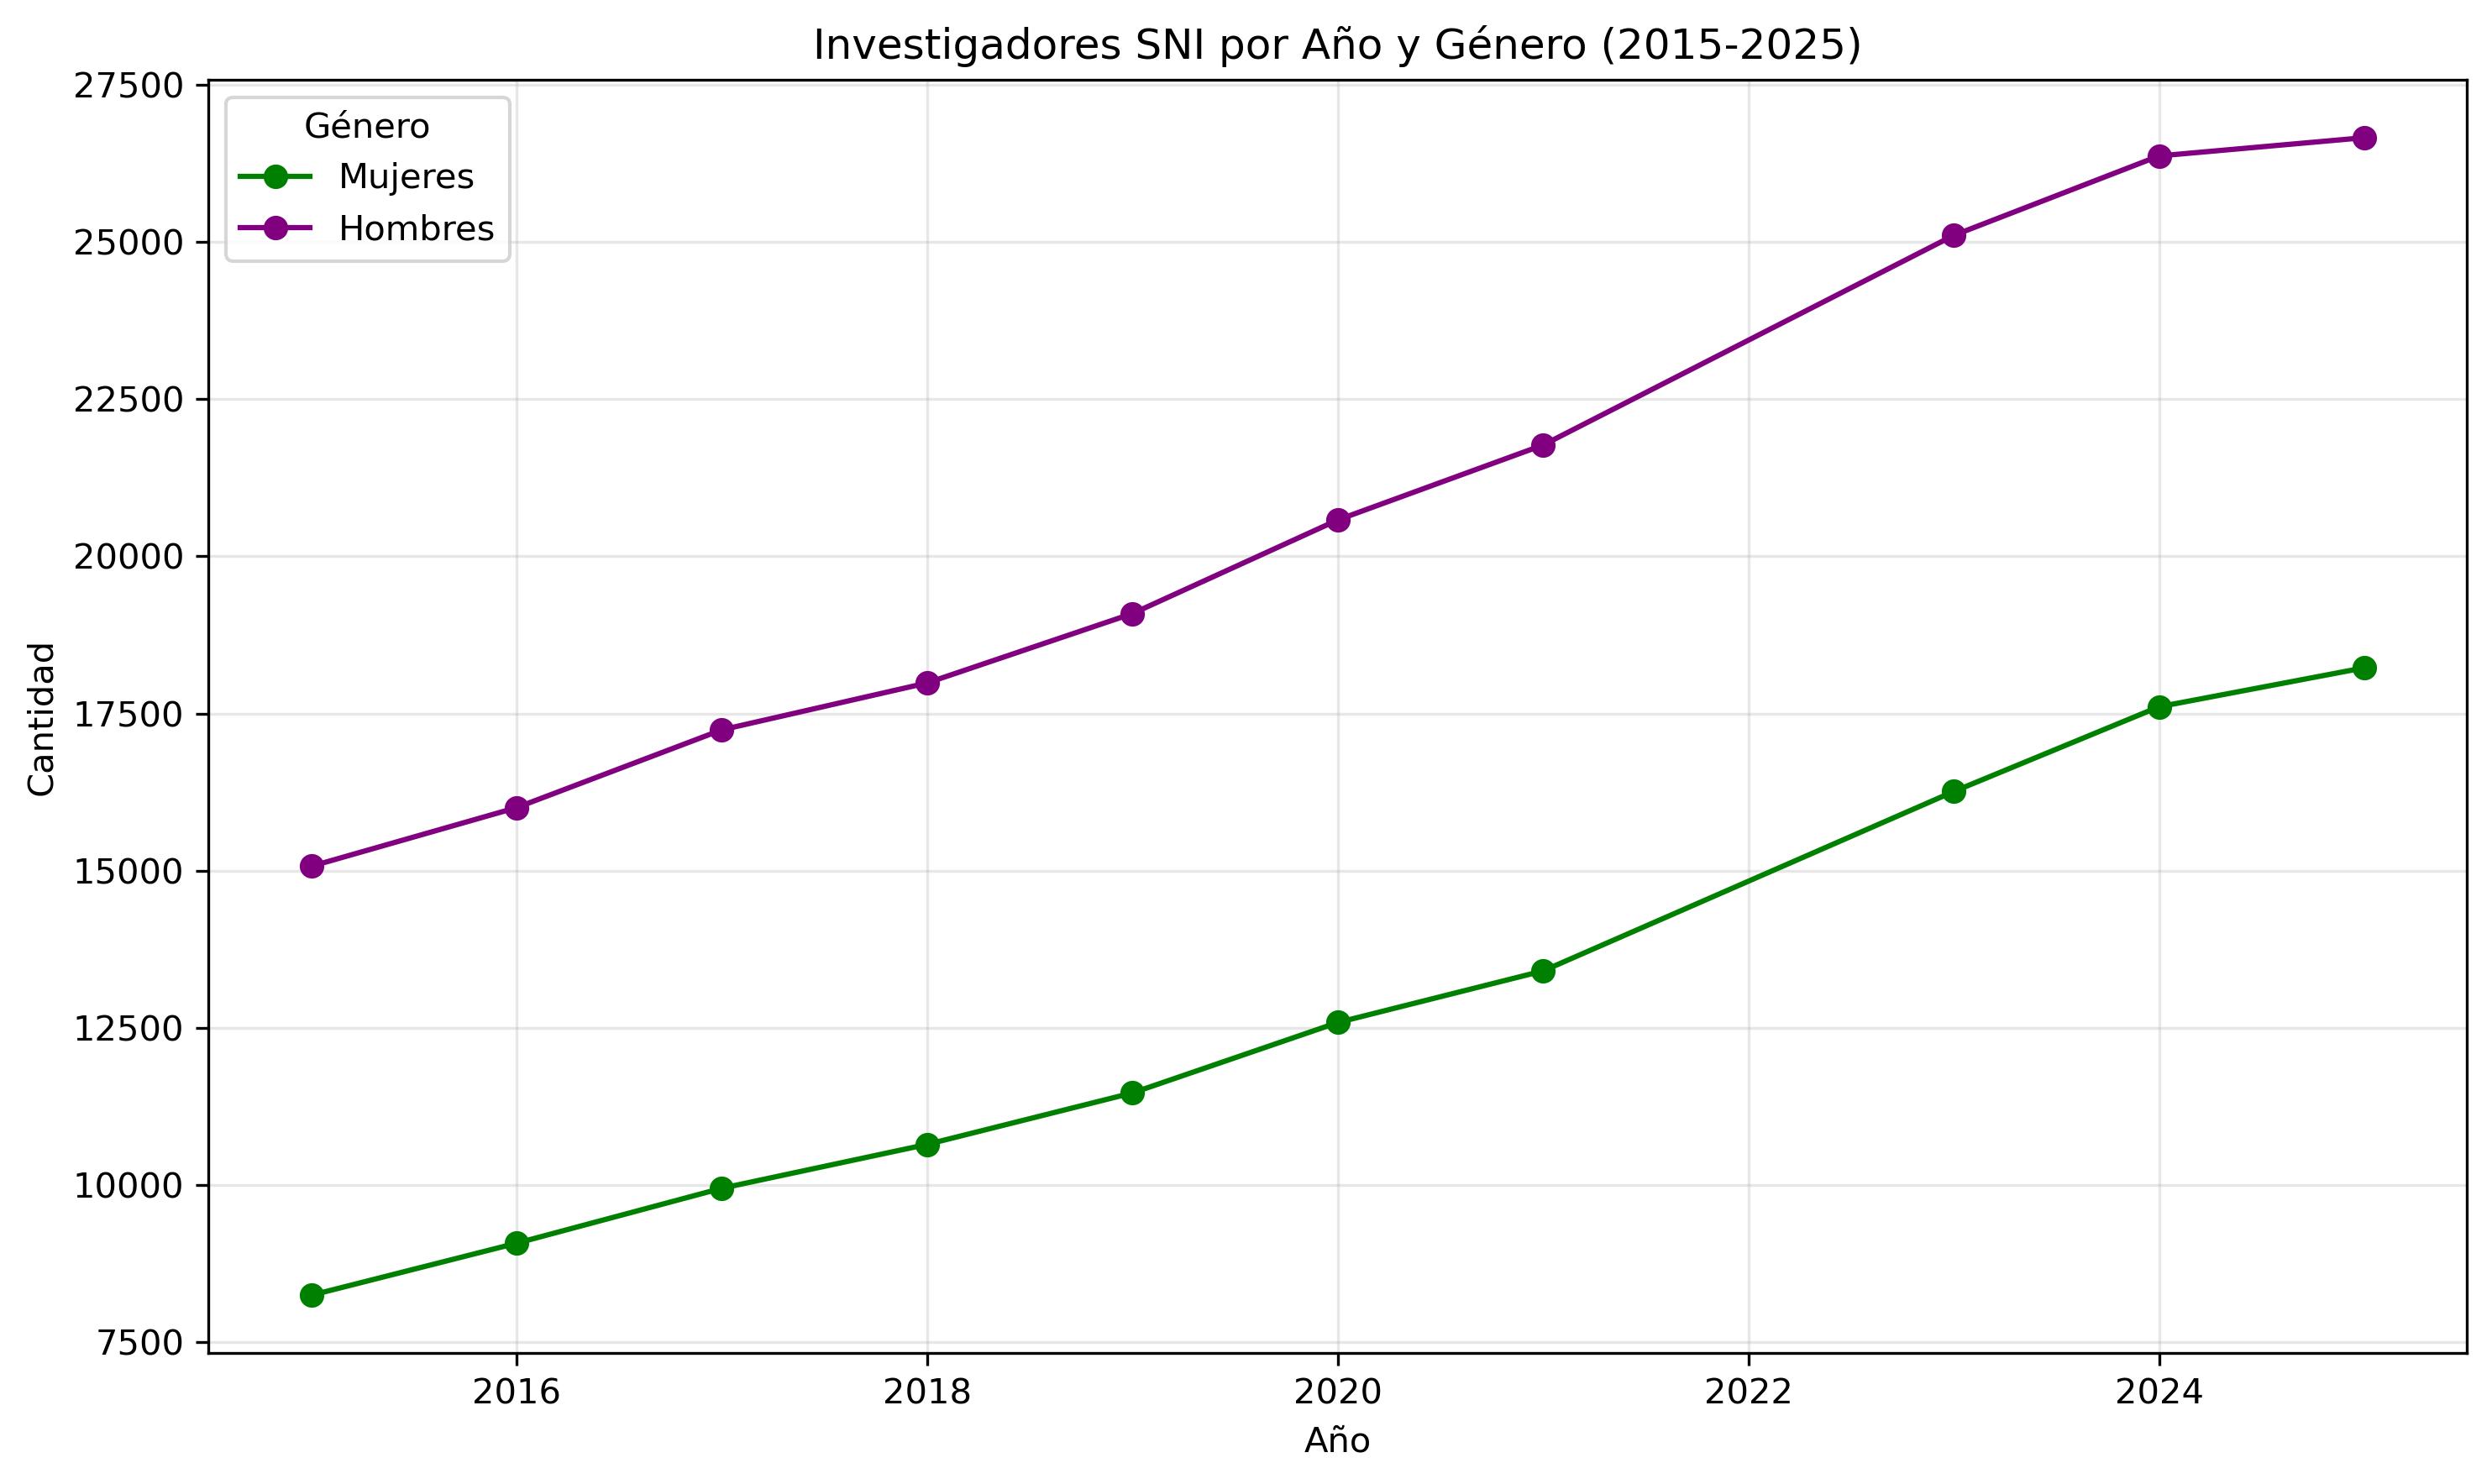 Investigadores SNI por Año y Género (2015-2025)
Género
Mujeres
Hombres
27500
25000
22500
20000
17500
15000
12500
10000
7500
Cantidad
2016 2018 2020 2022 2024
Año